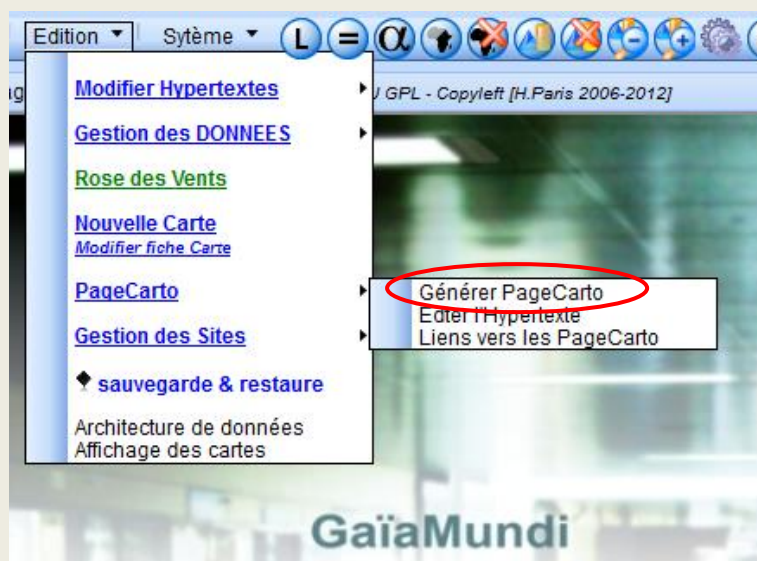 Edition Sytème L = α
Modifier Hypertextes
GPL - Copyleft [H.Paris 2006-2012]
Gestion des DONNEES
Rose des Vents
Nouvelle Carte
Modifier fiche Carte
PageCarto
Générer PageCarto
Edter l'Hypertexte
Gestion des Sites
Liens vers les PageCarto
sauvegarde & restaure
Architecture de données
Affichage des cartes
GaïaMundi